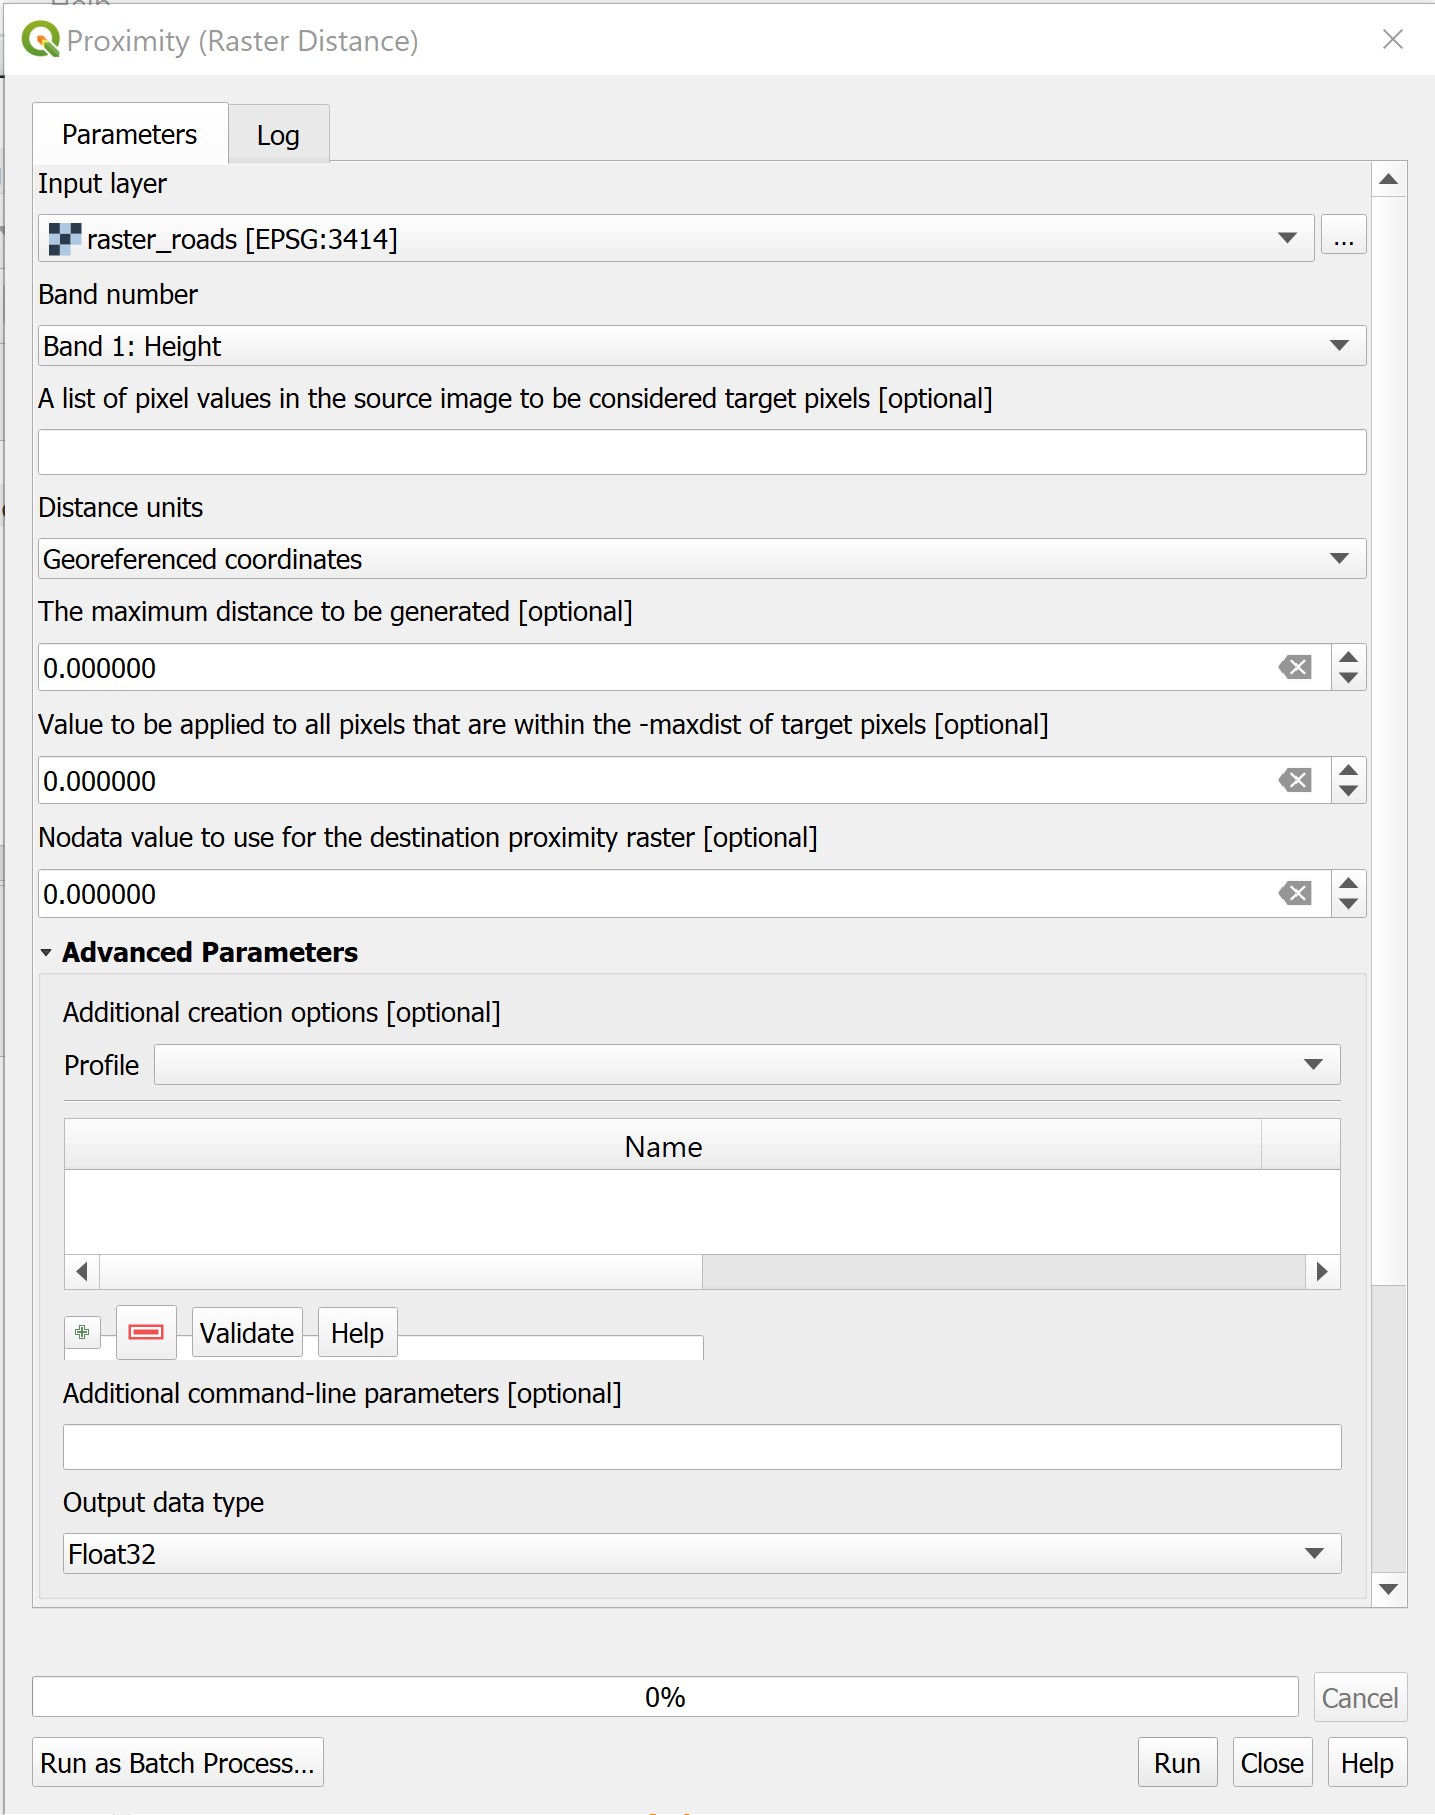 Help
Proximity (Raster Distance)
Parameters
Log
Input layer
raster_roads [EPSG:3414]
...
Band number
Band 1: Height
A list of pixel values in the source image to be considered target pixels [optional]
Distance units
Georeferenced coordinates
The maximum distance to be generated [optional]
0.000000
Value to be applied to all pixels that are within the -maxdist of target pixels [optional]
0.000000
Nodata value to use for the destination proximity raster [optional]
0.000000
Advanced Parameters
Additional creation options [optional]
Profile
Name
Validate
Help
Additional command-line parameters [optional]
Output data type
Float32
0%
Cancel
Run as Batch Process...
Run
Close
Help